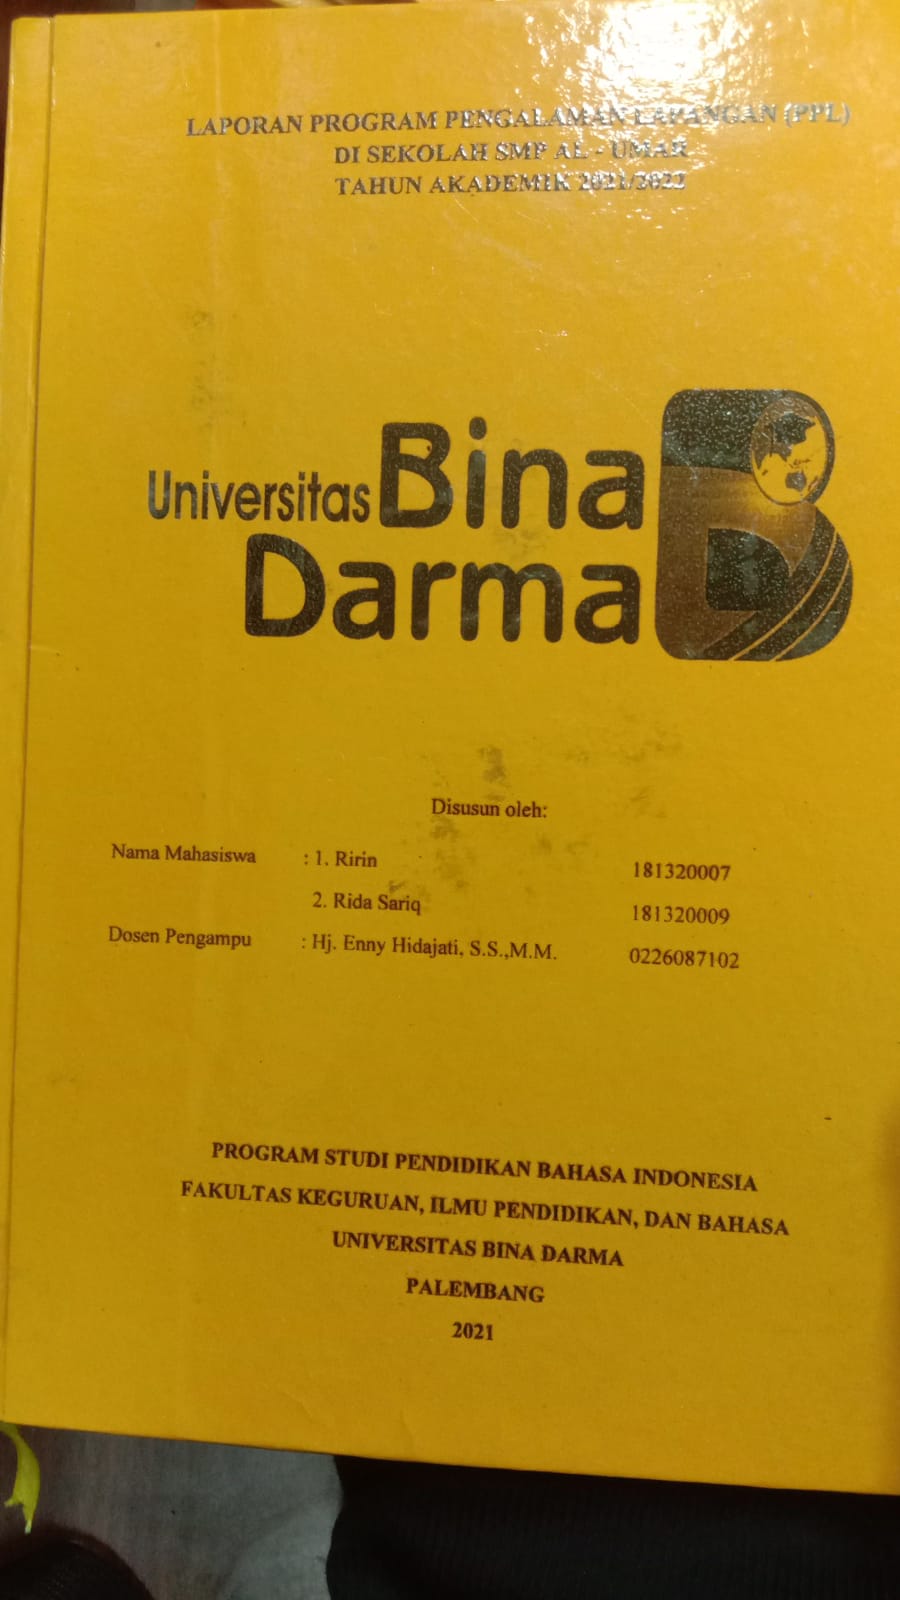 LAPORAN PROGRAM PENGALAMAN LAPANGAN (PPL)
DI SEKOLAH SMP AL - UMAR
TAHUN AKADEMIK 2021/2022
Universitas Bina
Darma
Disusun oleh:
Nama Mahasiswa : 1. Ririn 181320007
2. Rida Sariq 181320009
Dosen Pengampu : Hj. Enny Hidajati, S.S.,M.M. 0226087102
PROGRAM STUDI PENDIDIKAN BAHASA INDONESIA
FAKULTAS KEGURUAN, ILMU PENDIDIKAN, DAN BAHASA
UNIVERSITAS BINA DARMA
PALEMBANG
2021